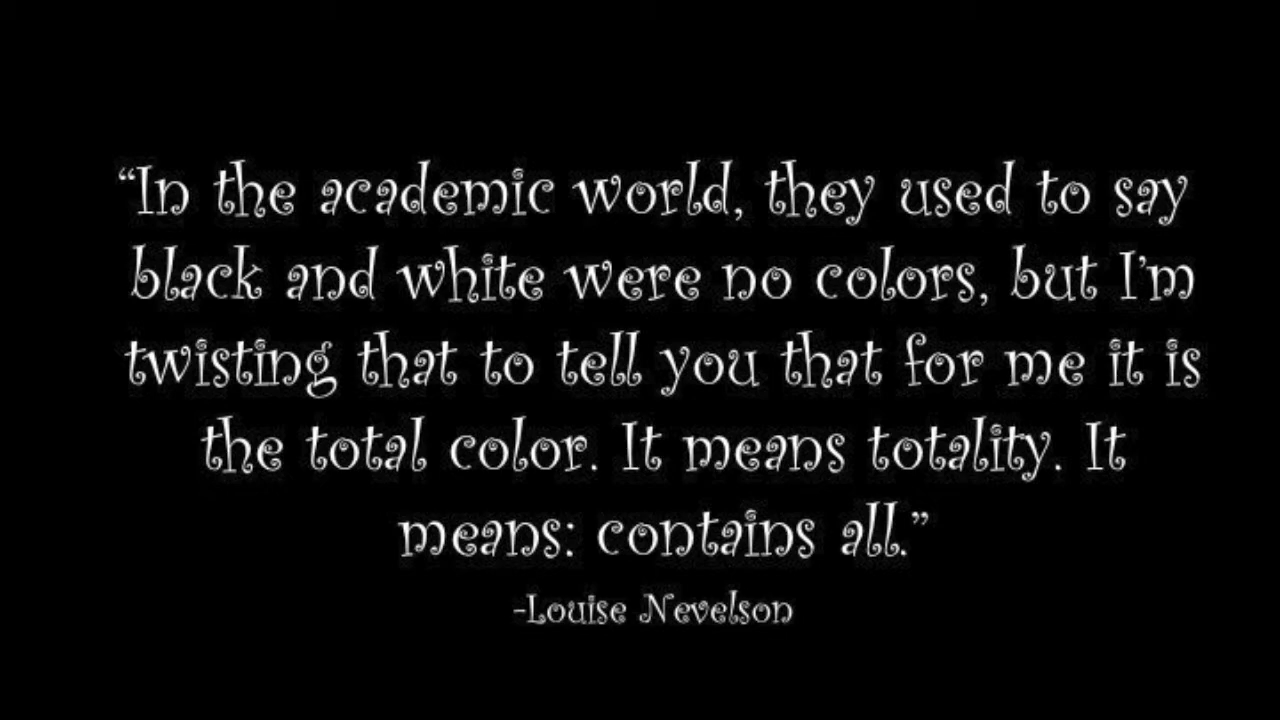 “In the academic world, they used to say
black and white were no colors, but I’m
twisting that to tell you that for me it is
the total color. It means totality. It
means: contains all.”
-Louise Nevelson